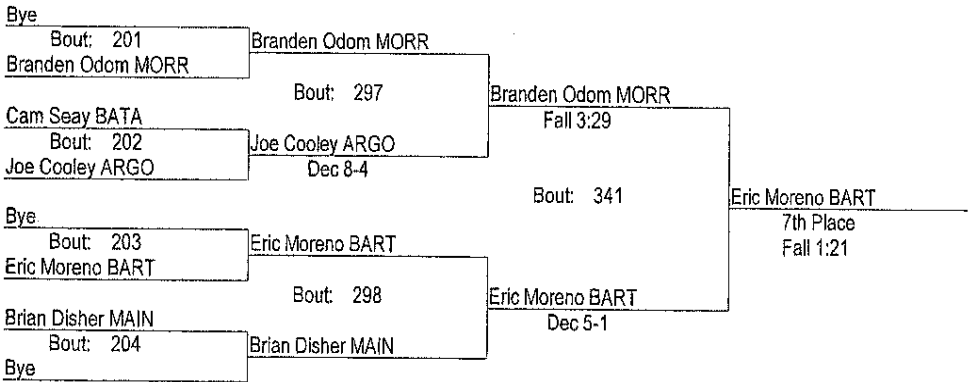 Bye
Bout: 201
Branden Odom MORR
Branden Odom MORR
Bout: 297
Cam Seay BATA
Bout: 202
Joe Cooley ARGO
Joe Cooley ARGO
Dec 8-4
Branden Odom MORR
Fall 3:29
Bout: 341
Bye
Bout: 203
Eric Moreno BART
Eric Moreno BART
Bout: 298
Brian Disher MAIN
Bout: 204
Bye
Brian Disher MAIN
Eric Moreno BART
Dec 5-1
Eric Moreno BART
7th Place
Fall 1:21